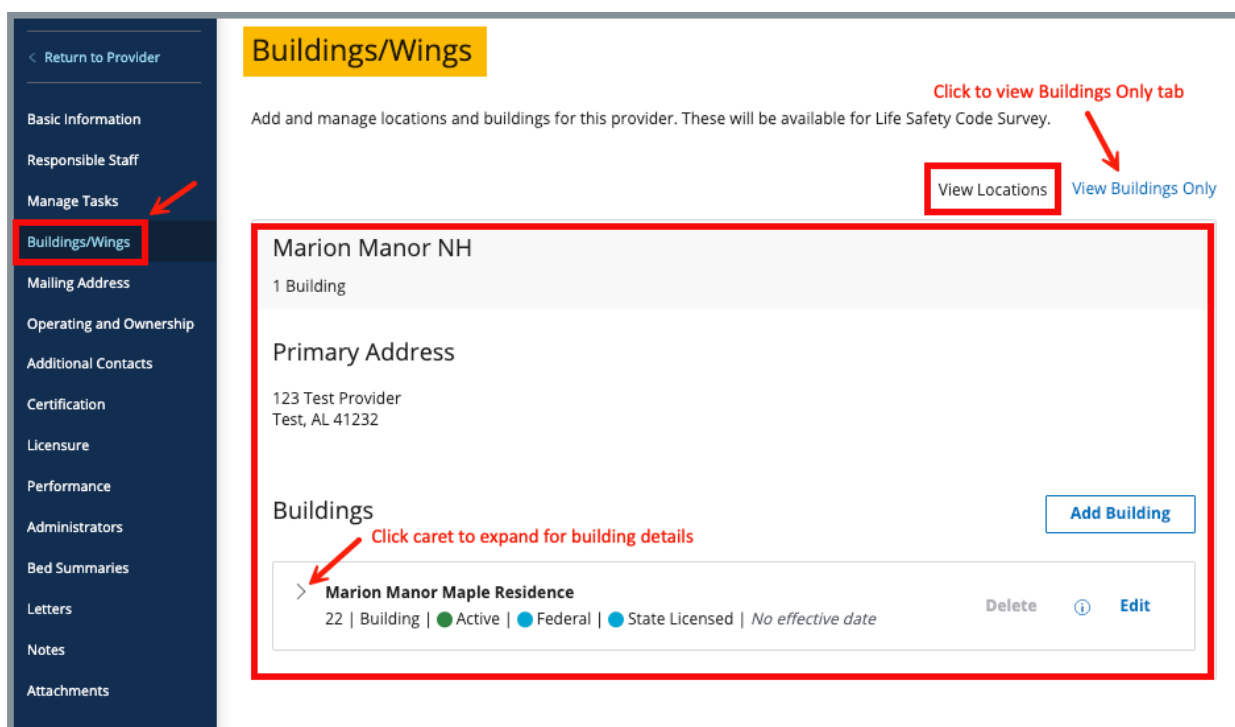 < Return to Provider
Basic Information
Responsible Staff
Manage Tasks
Buildings/Wings
Mailing Address
Operating and Ownership
Additional Contacts
Certification
Licensure
Performance
Administrators
Bed Summaries
Letters
Notes
Attachments
Buildings/Wings
Click to view Buildings Only tab
Add and manage locations and buildings for this provider. These will be available for Life Safety Code Survey.
View Locations View Buildings Only
Marion Manor NH
1 Building
Primary Address
123 Test Provider
Test, AL 41232
Buildings
Add Building
Click caret to expand for building details
Marion Manor Maple Residence
22 | Building | Active | Federal | State Licensed | No effective date
Delete Edit